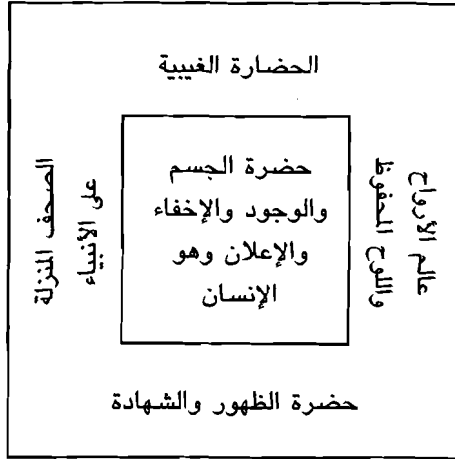 الحضارة الغيبية
عالم الأرواح
واللوح المحفوظ
حضرة الجسم
والوجود والإخفاء
والإعلان وهو
الإنسان
الصحف المنزلة
على الأنبياء
حضرة الظهور والشهادة